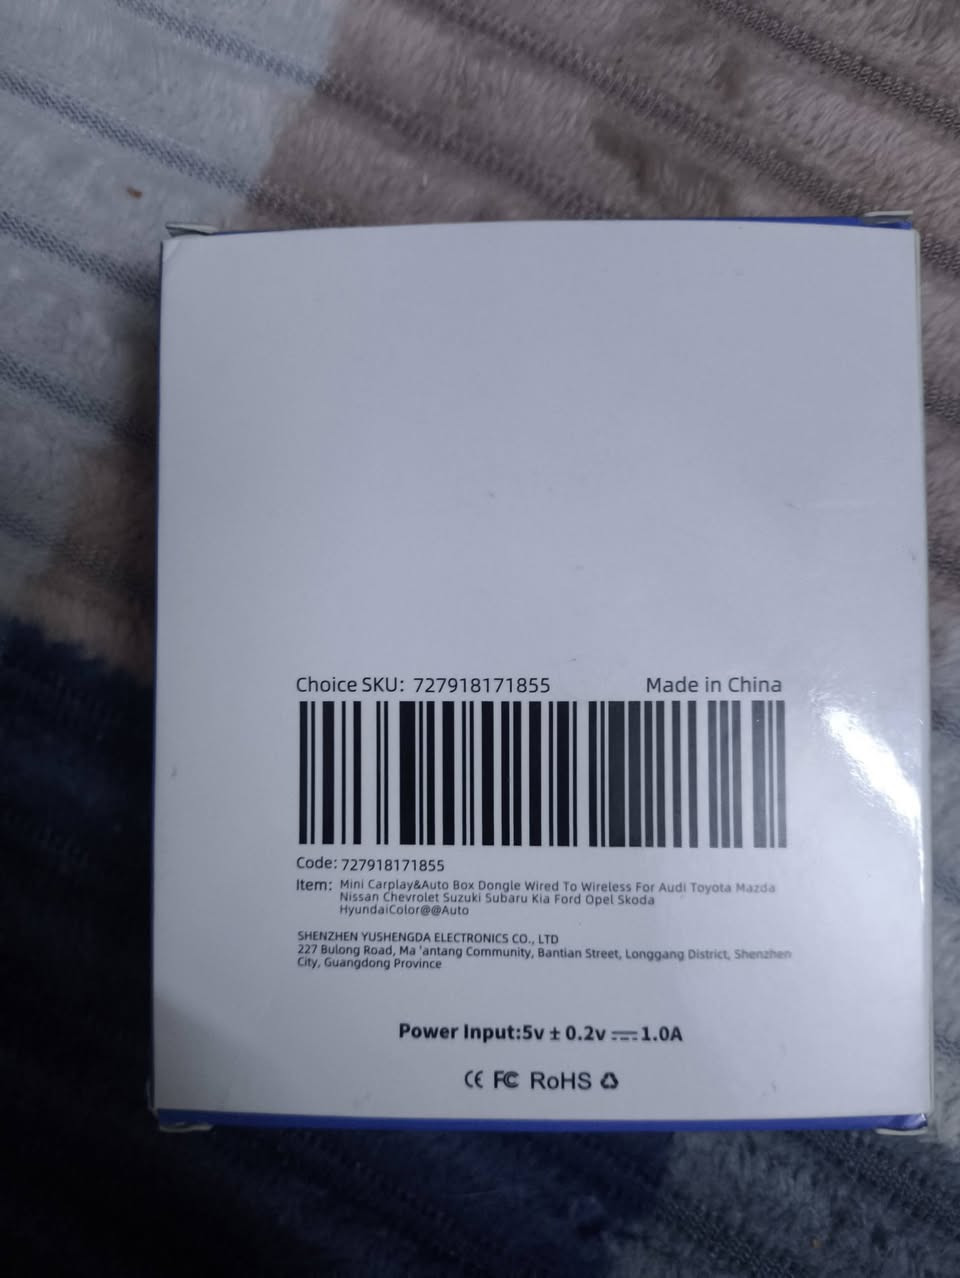 Choice SKU: 727918171855 Made in China
Code: 727918171855
Item: Mini Carplay&Auto Box Dongle Wired To Wireless For Audi Toyota Mazda
Nissan Chevrolet Suzuki Subaru Kia Ford Opel Skoda
HyundaiColor@@Auto
SHENZHEN YUSHENGDA ELECTRONICS CO., LTD
227 Bulong Road, Ma 'antang Community, Bantian Street, Longgang District, Shenzhen
City, Guangdong Province
Power Input:5v ± 0.2v ⎓ 1.0A
CE FC RoHS